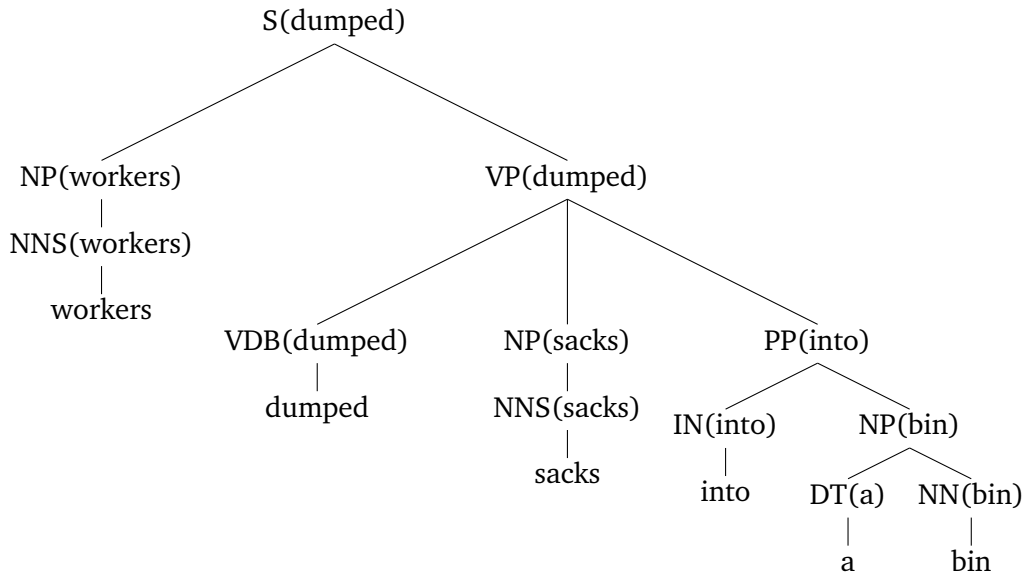 S(dumped)
NP(workers) VP(dumped)
NNS(workers)
workers
VDB(dumped) NP(sacks) PP(into)
dumped NNS(sacks) IN(into) NP(bin)
sacks into DT(a) NN(bin)
a bin